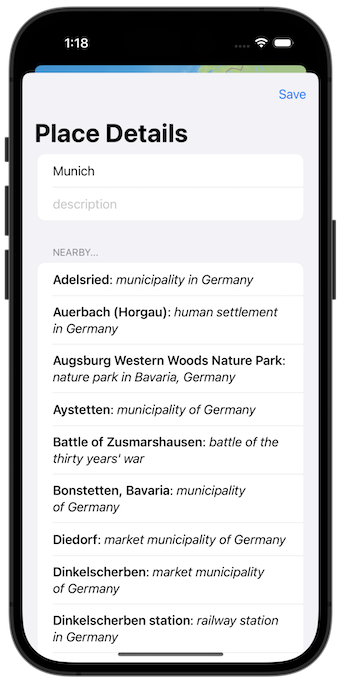 1:18
Save
Place Details
Munich
description
NEARBY...
Adelsried: municipality in Germany
Auerbach (Horgau): human settlement
in Germany
Augsburg Western Woods Nature Park:
nature park in Bavaria, Germany
Aystetten: municipality of Germany
Battle of Zusmarshausen: battle of the
thirty years' war
Bonstetten, Bavaria: municipality
of Germany
Diedorf: market municipality of Germany
Dinkelscherben: market municipality
of Germany
Dinkelscherben station: railway station
in Germany